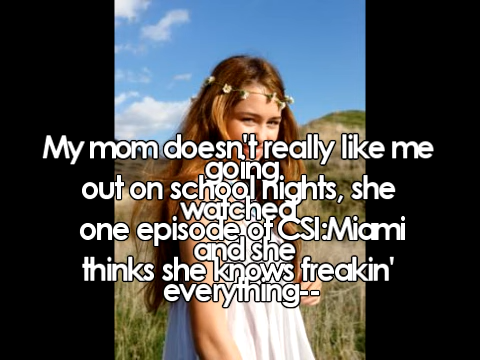 My mom doesn't really like me
going
out on school nights, she
watched
one episode of CSI:Miami
and she
thinks she knows freakin'
everything--